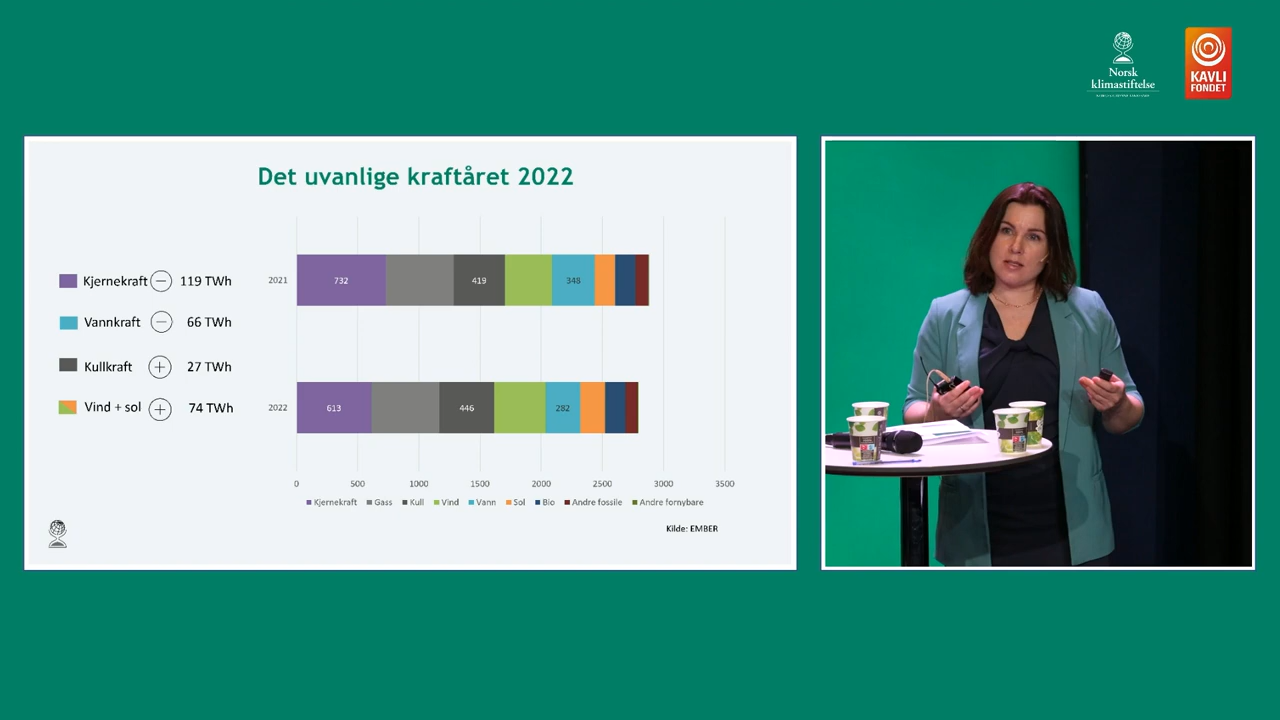 Norsk
klimastiftelse
KAVLI
FONDET
Det uvanlige kraftåret 2022
Kjernekraft − 119 TWh
Vannkraft − 66 TWh
Kullkraft + 27 TWh
Vind + sol + 74 TWh
2021 732 419 348
2022 613 446 282
0 500 1000 1500 2000 2500 3000 3500
Kjernekraft Gass Kull Vind Vann Sol Bio Andre fossile Andre fornybare
Kilde: EMBER